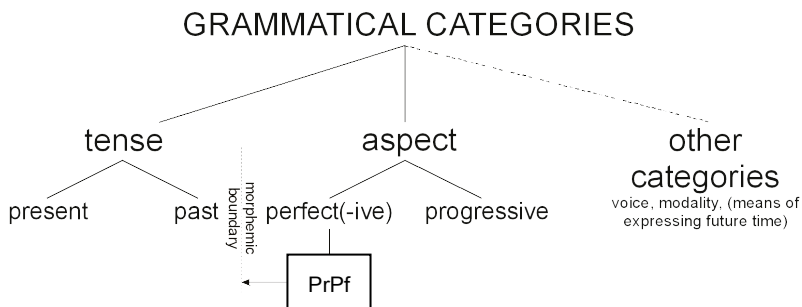 GRAMMATICAL CATEGORIES
tense
aspect
other
categories
voice, modality, (means of
expressing future time)
present
past
morphemic
boundary
perfect(-ive)
progressive
PrPf